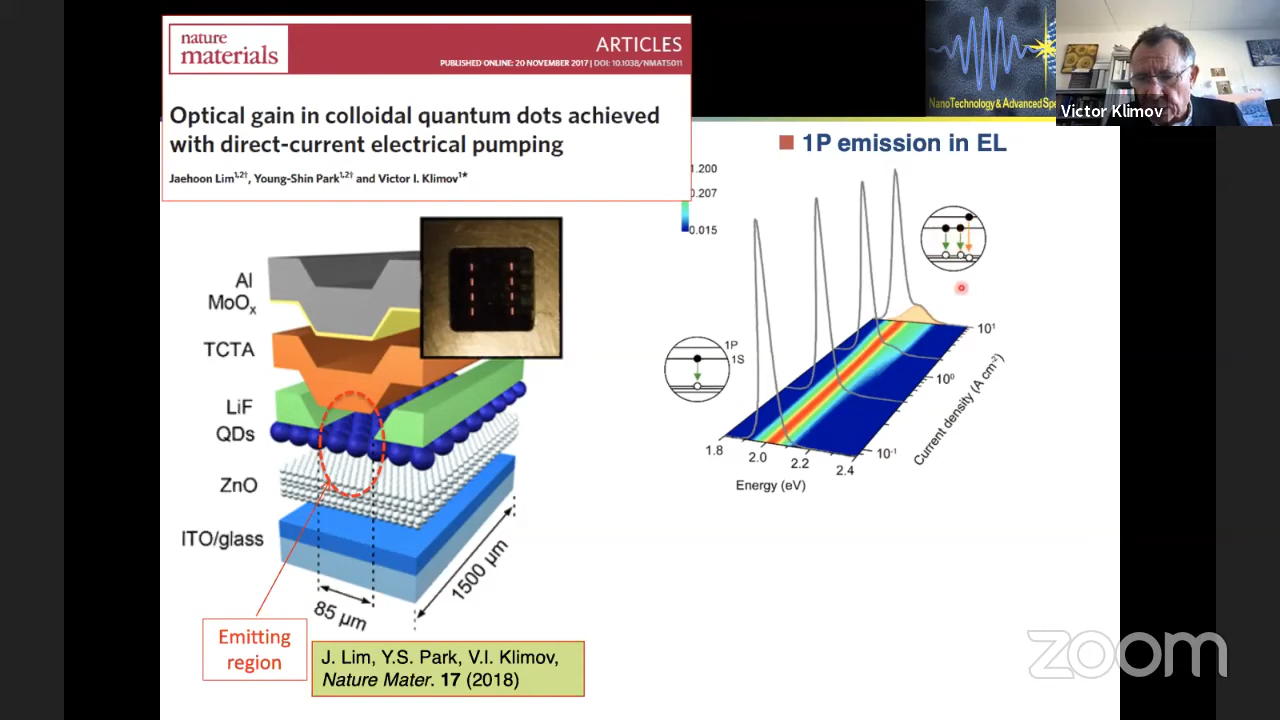 nature
materials
ARTICLES
PUBLISHED ONLINE: 20 NOVEMBER 2017 | DOI: 10.1038/NMAT5011
Optical gain in colloidal quantum dots achieved
with direct-current electrical pumping
Jaehoon Lim1,2†, Young-Shin Park1,2† and Victor I. Klimov1*
NanoTechnology & Advanced Spe
Victor Klimov
1P emission in EL
1.200
0.207
0.015
1P
1S
10¹
10⁰
10⁻¹
Current density (A cm⁻²)
1.8
2.0
2.2
2.4
Energy (eV)
Al
MoOx
TCTA
LiF
QDs
ZnO
ITO/glass
85 µm
1500 µm
Emitting
region
J. Lim, Y.S. Park, V.I. Klimov,
Nature Mater. 17 (2018)
zoom